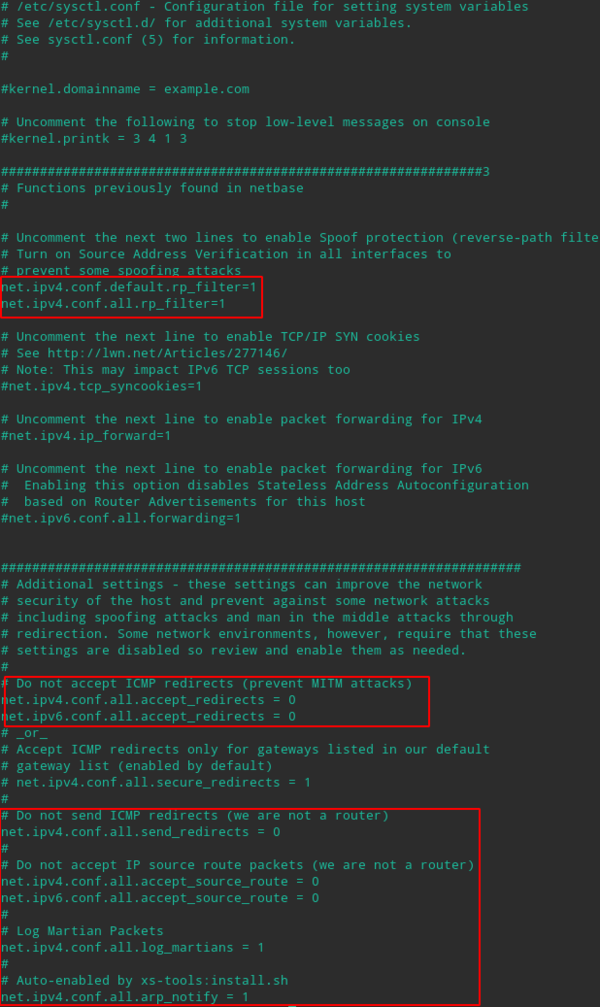 # /etc/sysctl.conf - Configuration file for setting system variables
# See /etc/sysctl.d/ for additional system variables.
# See sysctl.conf (5) for information.
#
#kernel.domainname = example.com
# Uncomment the following to stop low-level messages on console
#kernel.printk = 3 4 1 3
##############################################################3
# Functions previously found in netbase
#
# Uncomment the next two lines to enable Spoof protection (reverse-path filte
# Turn on Source Address Verification in all interfaces to
# prevent some spoofing attacks
net.ipv4.conf.default.rp_filter=1
net.ipv4.conf.all.rp_filter=1
# Uncomment the next line to enable TCP/IP SYN cookies
# See http://lwn.net/Articles/277146/
# Note: This may impact IPv6 TCP sessions too
#net.ipv4.tcp_syncookies=1
# Uncomment the next line to enable packet forwarding for IPv4
#net.ipv4.ip_forward=1
# Uncomment the next line to enable packet forwarding for IPv6
#  Enabling this option disables Stateless Address Autoconfiguration
#  based on Router Advertisements for this host
#net.ipv6.conf.all.forwarding=1
###################################################################
# Additional settings - these settings can improve the network
# security of the host and prevent against some network attacks
# including spoofing attacks and man in the middle attacks through
# redirection. Some network environments, however, require that these
# settings are disabled so review and enable them as needed.
#
# Do not accept ICMP redirects (prevent MITM attacks)
net.ipv4.conf.all.accept_redirects = 0
net.ipv6.conf.all.accept_redirects = 0
# _or_
# Accept ICMP redirects only for gateways listed in our default
# gateway list (enabled by default)
# net.ipv4.conf.all.secure_redirects = 1
#
# Do not send ICMP redirects (we are not a router)
net.ipv4.conf.all.send_redirects = 0
#
# Do not accept IP source route packets (we are not a router)
net.ipv4.conf.all.accept_source_route = 0
net.ipv6.conf.all.accept_source_route = 0
#
# Log Martian Packets
net.ipv4.conf.all.log_martians = 1
#
# Auto-enabled by xs-tools:install.sh
net.ipv4.conf.all.arp_notify = 1